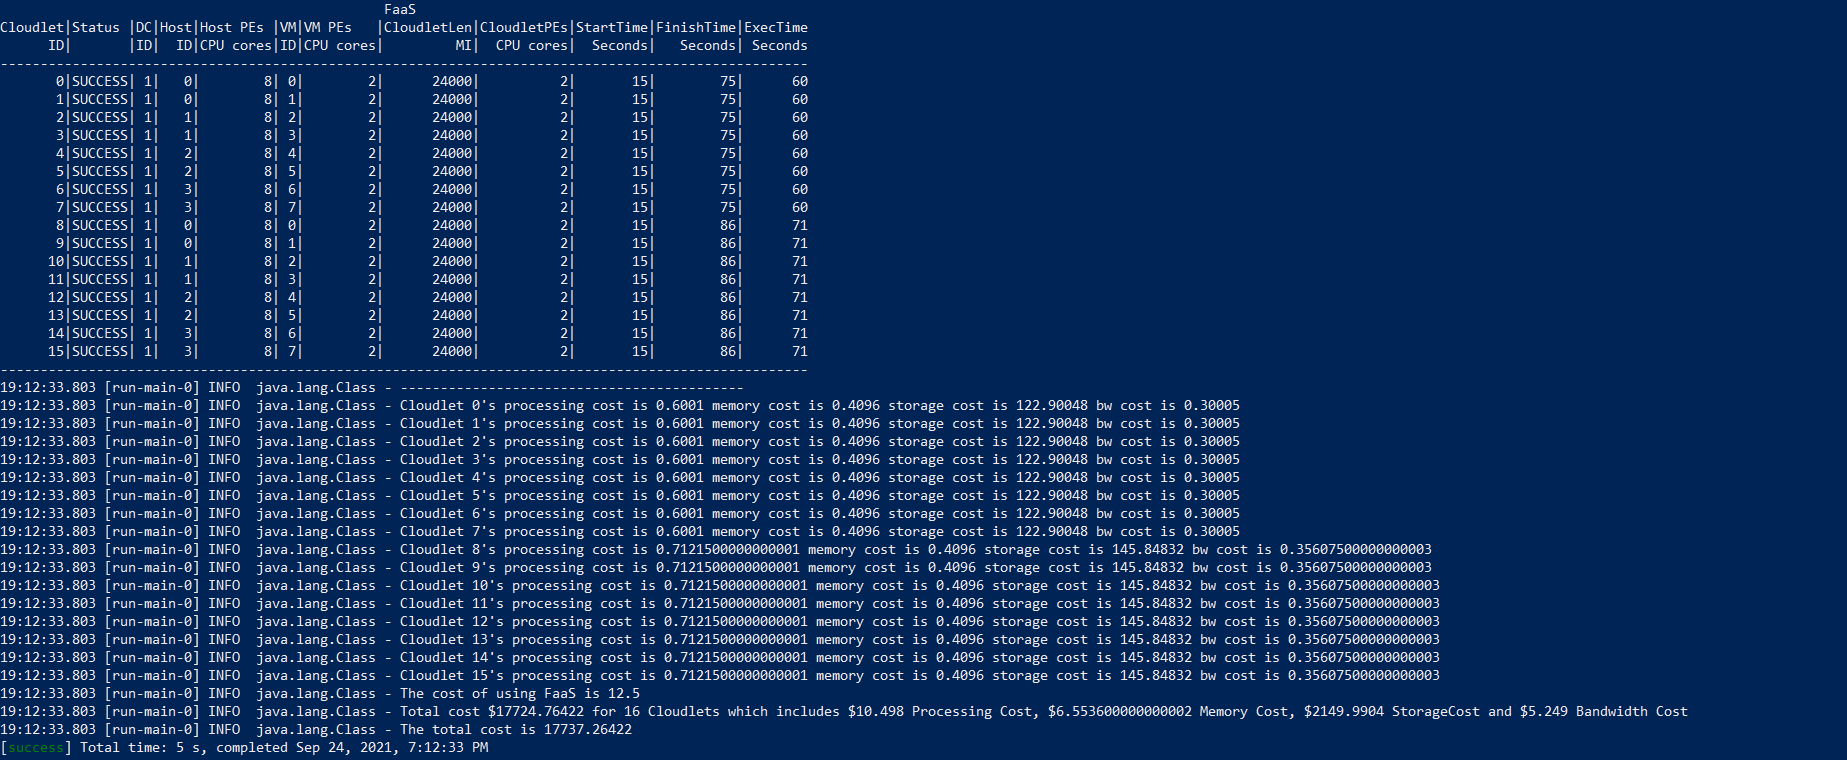 FaaS
Cloudlet|Status |DC|Host|Host PEs |VM|VM PEs   |CloudletLen|CloudletPEs|StartTime|FinishTime|ExecTime
      ID|       |ID|  ID|CPU cores|ID|CPU cores|         MI|  CPU cores|  Seconds|   Seconds| Seconds
-----------------------------------------------------------------------------------------------------
       0|SUCCESS| 1|   0|        8| 0|        2|      24000|          2|       15|        75|      60
       1|SUCCESS| 1|   0|        8| 1|        2|      24000|          2|       15|        75|      60
       2|SUCCESS| 1|   1|        8| 2|        2|      24000|          2|       15|        75|      60
       3|SUCCESS| 1|   1|        8| 3|        2|      24000|          2|       15|        75|      60
       4|SUCCESS| 1|   2|        8| 4|        2|      24000|          2|       15|        75|      60
       5|SUCCESS| 1|   2|        8| 5|        2|      24000|          2|       15|        75|      60
       6|SUCCESS| 1|   3|        8| 6|        2|      24000|          2|       15|        75|      60
       7|SUCCESS| 1|   3|        8| 7|        2|      24000|          2|       15|        75|      60
       8|SUCCESS| 1|   0|        8| 0|        2|      24000|          2|       15|        86|      71
       9|SUCCESS| 1|   0|        8| 1|        2|      24000|          2|       15|        86|      71
      10|SUCCESS| 1|   1|        8| 2|        2|      24000|          2|       15|        86|      71
      11|SUCCESS| 1|   1|        8| 3|        2|      24000|          2|       15|        86|      71
      12|SUCCESS| 1|   2|        8| 4|        2|      24000|          2|       15|        86|      71
      13|SUCCESS| 1|   2|        8| 5|        2|      24000|          2|       15|        86|      71
      14|SUCCESS| 1|   3|        8| 6|        2|      24000|          2|       15|        86|      71
      15|SUCCESS| 1|   3|        8| 7|        2|      24000|          2|       15|        86|      71
-----------------------------------------------------------------------------------------------------
19:12:33.803 [run-main-0] INFO  java.lang.Class - -------------------------------------------
19:12:33.803 [run-main-0] INFO  java.lang.Class - Cloudlet 0's processing cost is 0.6001 memory cost is 0.4096 storage cost is 122.90048 bw cost is 0.30005
19:12:33.803 [run-main-0] INFO  java.lang.Class - Cloudlet 1's processing cost is 0.6001 memory cost is 0.4096 storage cost is 122.90048 bw cost is 0.30005
19:12:33.803 [run-main-0] INFO  java.lang.Class - Cloudlet 2's processing cost is 0.6001 memory cost is 0.4096 storage cost is 122.90048 bw cost is 0.30005
19:12:33.803 [run-main-0] INFO  java.lang.Class - Cloudlet 3's processing cost is 0.6001 memory cost is 0.4096 storage cost is 122.90048 bw cost is 0.30005
19:12:33.803 [run-main-0] INFO  java.lang.Class - Cloudlet 4's processing cost is 0.6001 memory cost is 0.4096 storage cost is 122.90048 bw cost is 0.30005
19:12:33.803 [run-main-0] INFO  java.lang.Class - Cloudlet 5's processing cost is 0.6001 memory cost is 0.4096 storage cost is 122.90048 bw cost is 0.30005
19:12:33.803 [run-main-0] INFO  java.lang.Class - Cloudlet 6's processing cost is 0.6001 memory cost is 0.4096 storage cost is 122.90048 bw cost is 0.30005
19:12:33.803 [run-main-0] INFO  java.lang.Class - Cloudlet 7's processing cost is 0.6001 memory cost is 0.4096 storage cost is 122.90048 bw cost is 0.30005
19:12:33.803 [run-main-0] INFO  java.lang.Class - Cloudlet 8's processing cost is 0.7121500000000001 memory cost is 0.4096 storage cost is 145.84832 bw cost is 0.35607500000000003
19:12:33.803 [run-main-0] INFO  java.lang.Class - Cloudlet 9's processing cost is 0.7121500000000001 memory cost is 0.4096 storage cost is 145.84832 bw cost is 0.35607500000000003
19:12:33.803 [run-main-0] INFO  java.lang.Class - Cloudlet 10's processing cost is 0.7121500000000001 memory cost is 0.4096 storage cost is 145.84832 bw cost is 0.35607500000000003
19:12:33.803 [run-main-0] INFO  java.lang.Class - Cloudlet 11's processing cost is 0.7121500000000001 memory cost is 0.4096 storage cost is 145.84832 bw cost is 0.35607500000000003
19:12:33.803 [run-main-0] INFO  java.lang.Class - Cloudlet 12's processing cost is 0.7121500000000001 memory cost is 0.4096 storage cost is 145.84832 bw cost is 0.35607500000000003
19:12:33.803 [run-main-0] INFO  java.lang.Class - Cloudlet 13's processing cost is 0.7121500000000001 memory cost is 0.4096 storage cost is 145.84832 bw cost is 0.35607500000000003
19:12:33.803 [run-main-0] INFO  java.lang.Class - Cloudlet 14's processing cost is 0.7121500000000001 memory cost is 0.4096 storage cost is 145.84832 bw cost is 0.35607500000000003
19:12:33.803 [run-main-0] INFO  java.lang.Class - Cloudlet 15's processing cost is 0.7121500000000001 memory cost is 0.4096 storage cost is 145.84832 bw cost is 0.35607500000000003
19:12:33.803 [run-main-0] INFO  java.lang.Class - The cost of using FaaS is 12.5
19:12:33.803 [run-main-0] INFO  java.lang.Class - Total cost $17724.76422 for 16 Cloudlets which includes $10.498 Processing Cost, $6.553600000000002 Memory Cost, $2149.9904 StorageCost and $5.249 Bandwidth Cost
19:12:33.803 [run-main-0] INFO  java.lang.Class - The total cost is 17737.26422
[success] Total time: 5 s, completed Sep 24, 2021, 7:12:33 PM